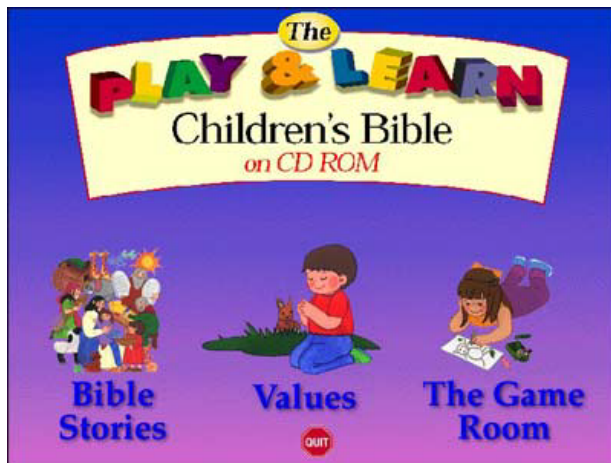 The
PLAY & LEARN
Children's Bible
on CD ROM
Bible
Stories
Values
The Game
Room
QUIT